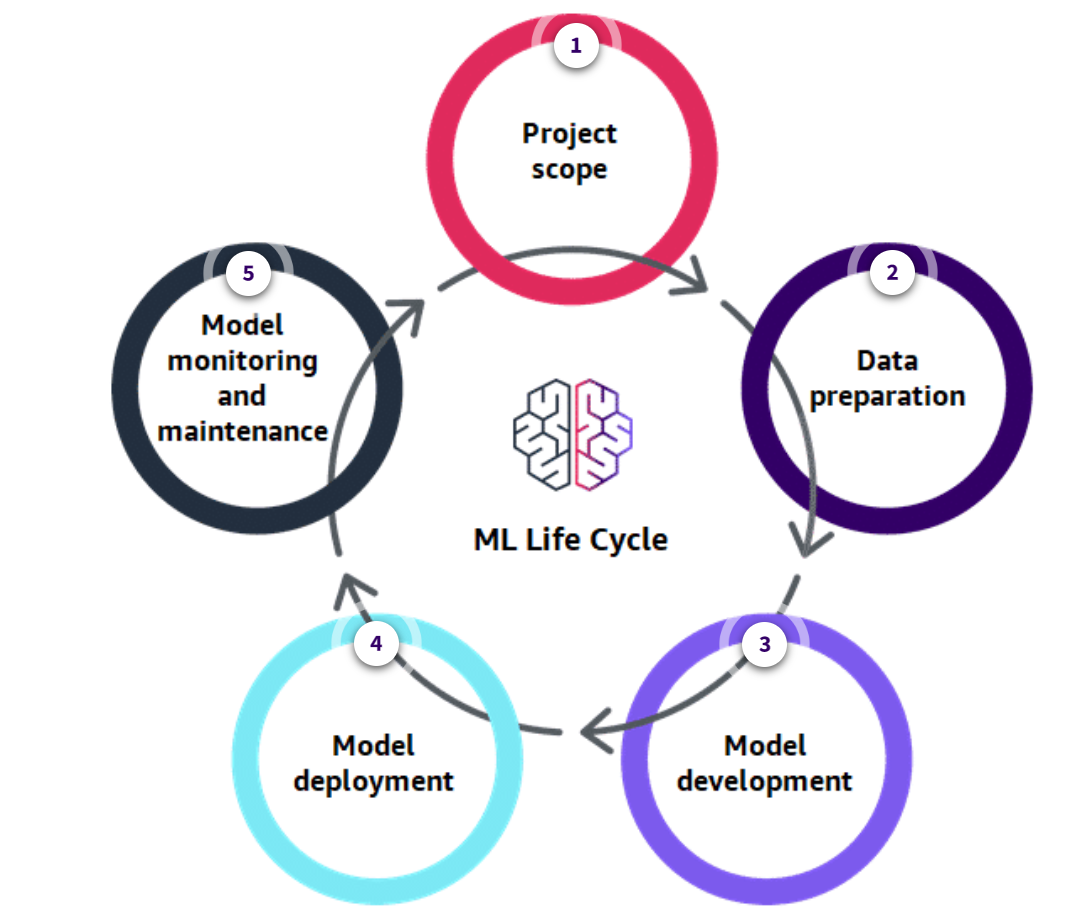 1
Project
scope
2
Data
preparation
3
Model
development
4
Model
deployment
5
Model
monitoring
and
maintenance
ML Life Cycle